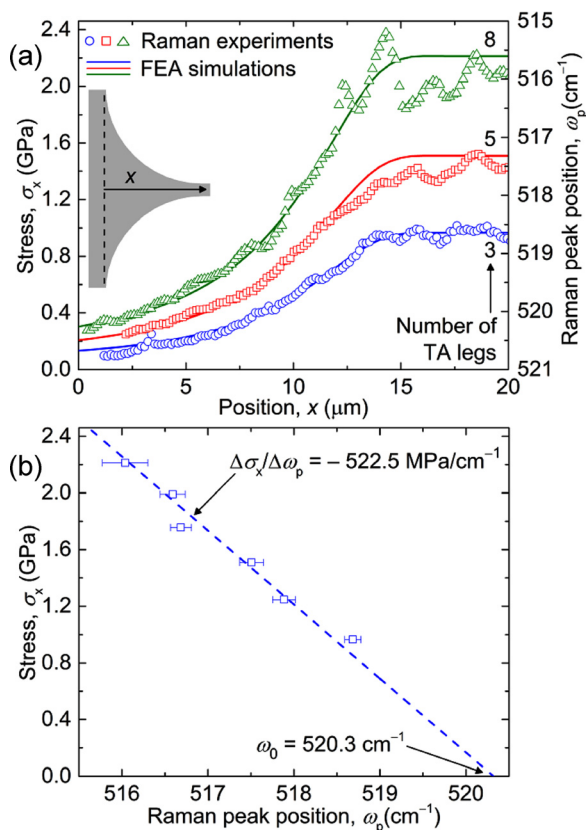 (a)
Raman experiments
FEA simulations
8
5
3
x
Number of
TA legs
2.4
2.0
1.6
1.2
0.8
0.4
0.0
Stress, σx (GPa)
515
516
517
518
519
520
521
Raman peak position, ωp(cm⁻¹)
0 5 10 15 20
Position, x (μm)
(b)
Δσx/Δωp = − 522.5 MPa/cm⁻¹
ω0 = 520.3 cm⁻¹
2.4
2.0
1.6
1.2
0.8
0.4
0.0
Stress, σx (GPa)
516 517 518 519 520
Raman peak position, ωp(cm⁻¹)